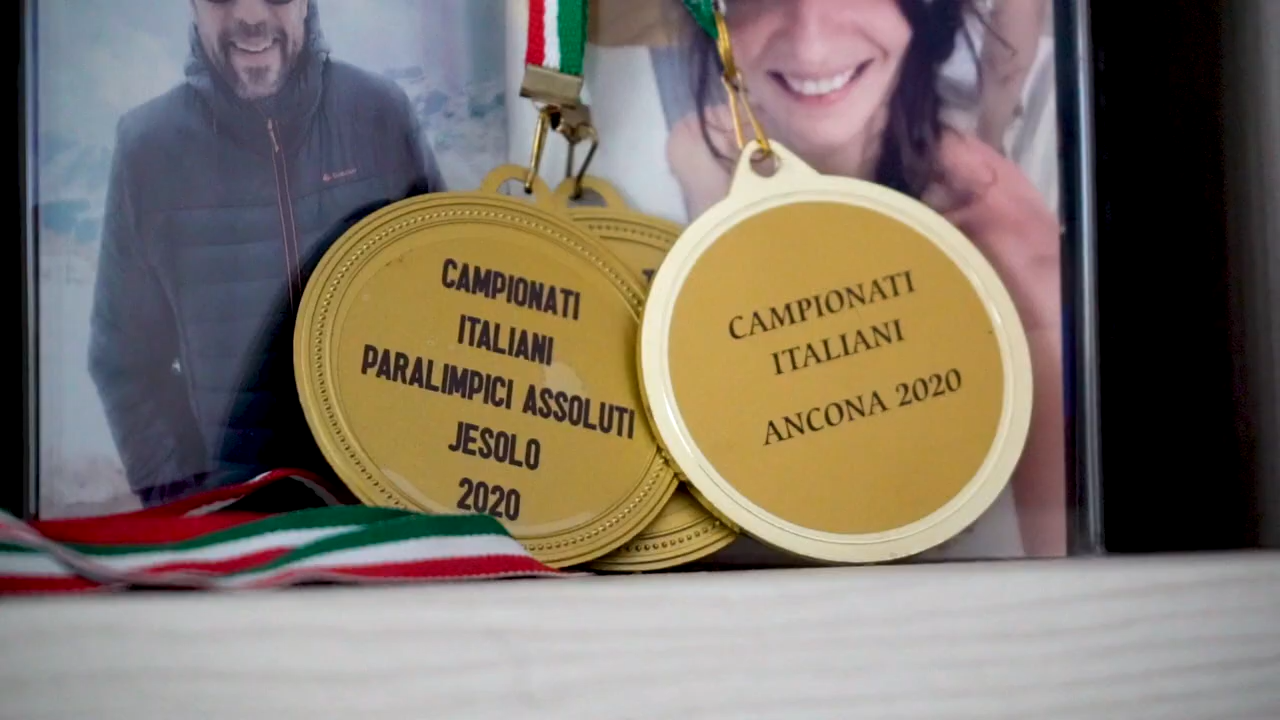 CAMPIONATI
ITALIANI
PARALIMPICI ASSOLUTI
JESOLO
2020
CAMPIONATI
ITALIANI
ANCONA 2020